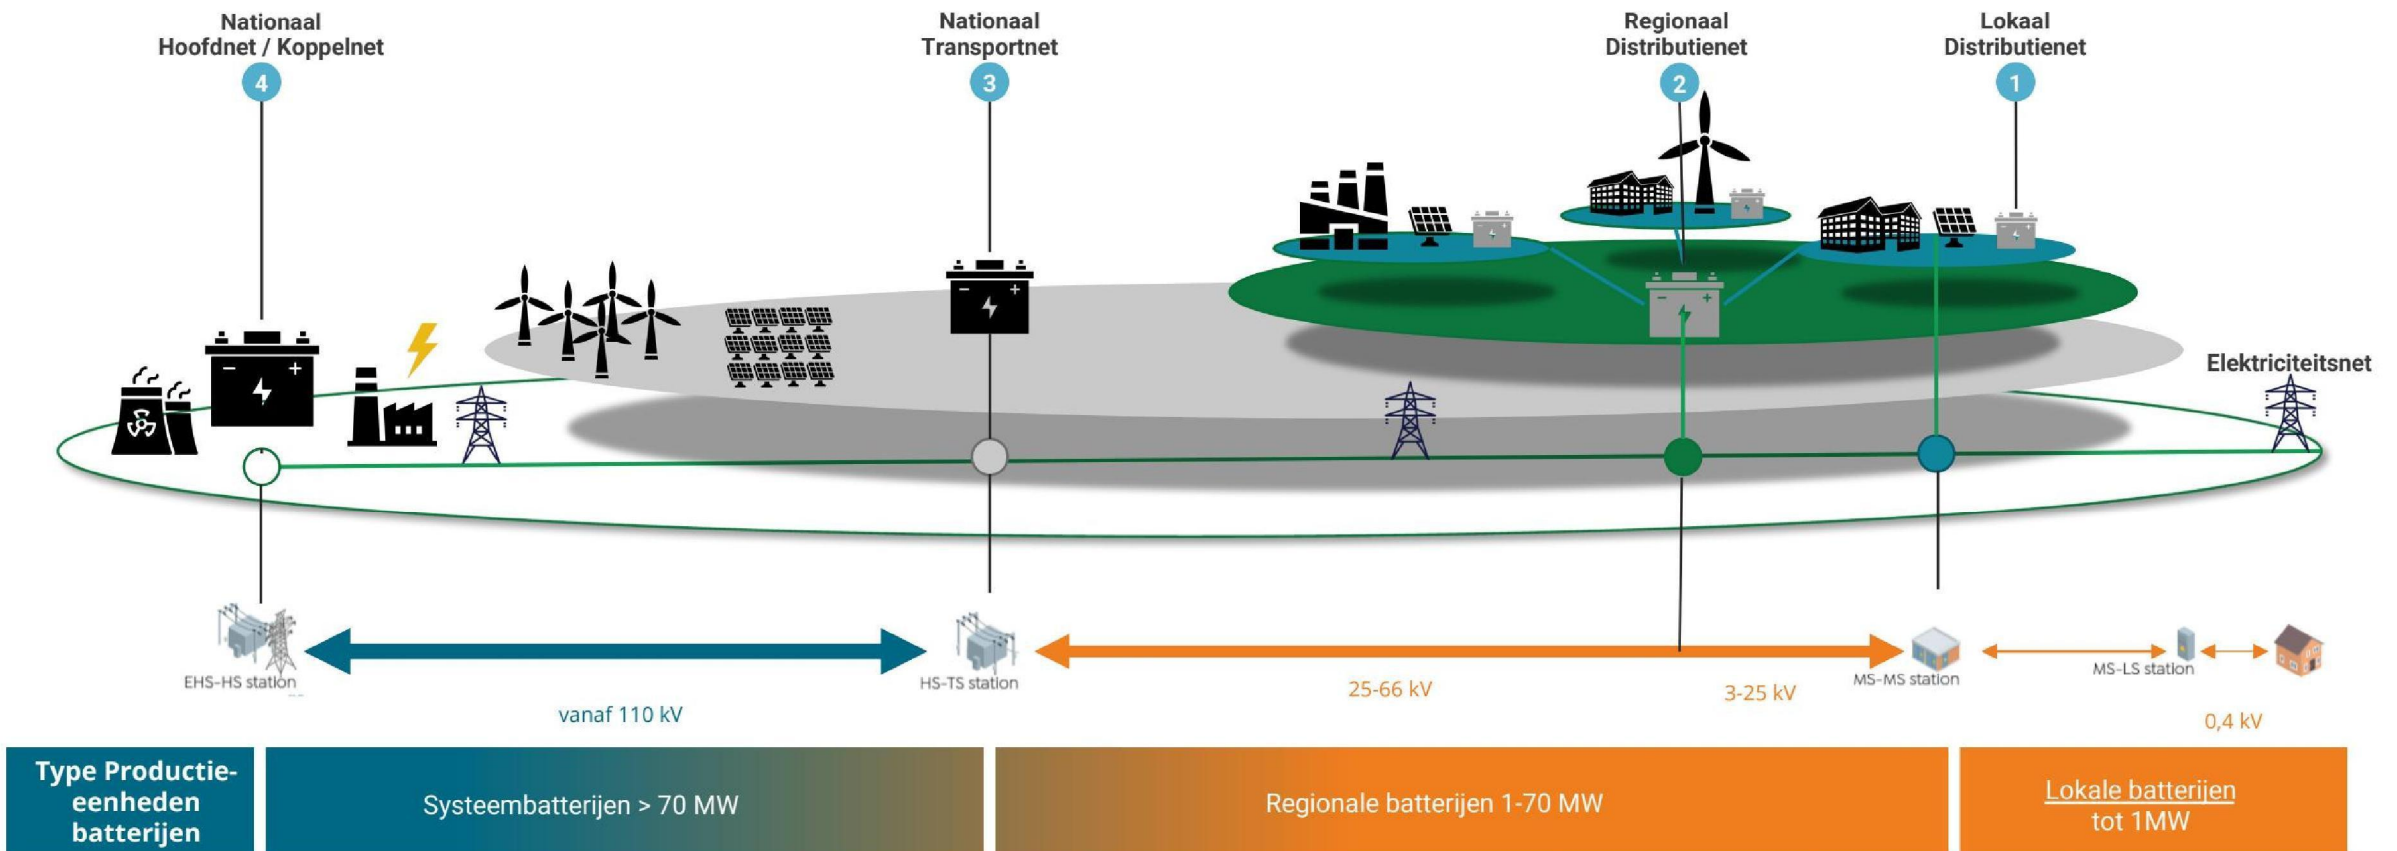 Nationaal
Hoofdnet / Koppelnet
4
Nationaal
Transportnet
3
Regionaal
Distributienet
2
Lokaal
Distributienet
1
Elektriciteitsnet
EHS-HS station
HS-TS station
MS-MS station
MS-LS station
vanaf 110 kV
25-66 kV
3-25 kV
0,4 kV
Type Productie-
eenheden
batterijen
Systeembatterijen > 70 MW
Regionale batterijen 1-70 MW
Lokale batterijen
tot 1MW